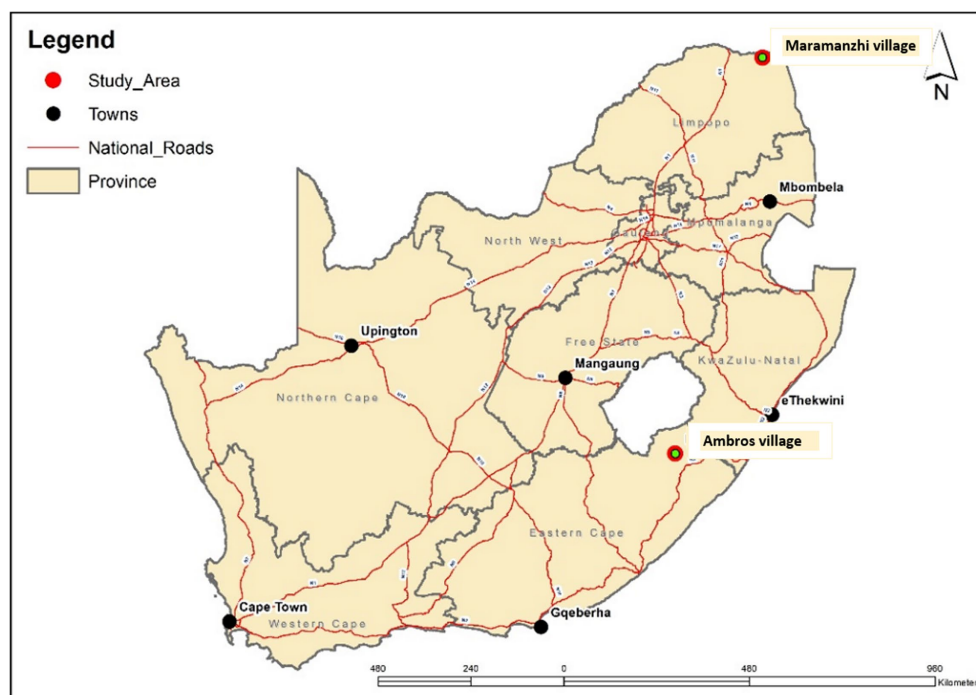 Legend
Study_Area
Towns
National_Roads
Province
Maramanzhi village
N
Limpopo
Mbombela
Mpumalanga
Gauteng
North West
Upington
Free State
Mangaung
KwaZulu-Natal
Northern Cape
eThekwini
Ambros village
Eastern Cape
Cape Town
Western Cape
Gqeberha
480 240 0 480 960
Kilometer